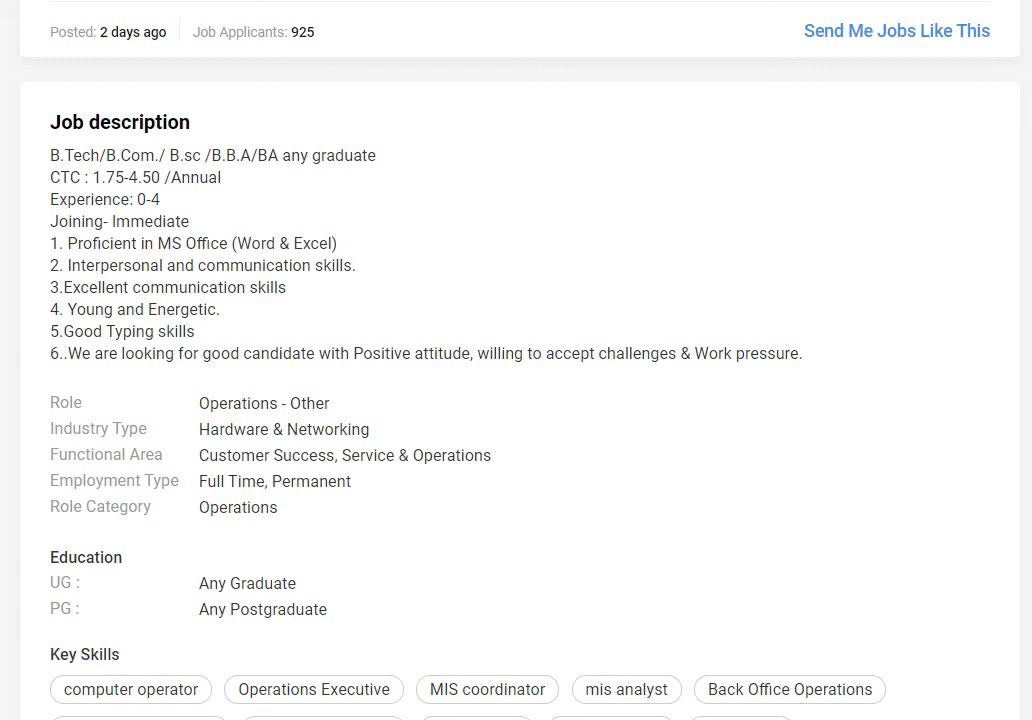 Posted: 2 days ago Job Applicants: 925 Send Me Jobs Like This
Job description
B.Tech/B.Com./ B.sc /B.B.A/BA any graduate
CTC : 1.75-4.50 /Annual
Experience: 0-4
Joining- Immediate
1. Proficient in MS Office (Word & Excel)
2. Interpersonal and communication skills.
3.Excellent communication skills
4. Young and Energetic.
5.Good Typing skills
6..We are looking for good candidate with Positive attitude, willing to accept challenges & Work pressure.
Role Operations - Other
Industry Type Hardware & Networking
Functional Area Customer Success, Service & Operations
Employment Type Full Time, Permanent
Role Category Operations
Education
UG : Any Graduate
PG : Any Postgraduate
Key Skills
computer operator Operations Executive MIS coordinator mis analyst Back Office Operations